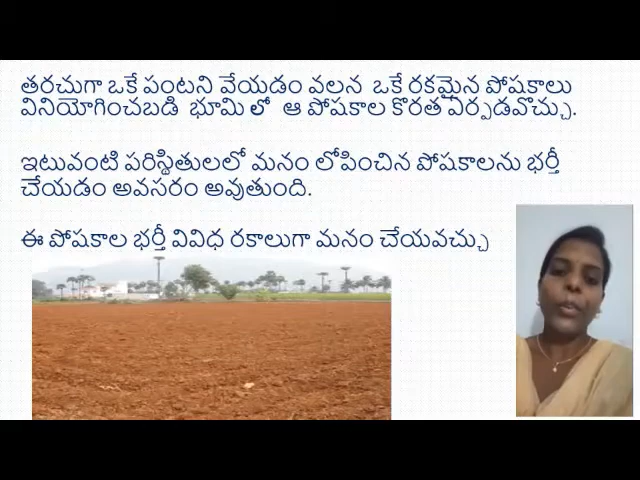 తరచుగా ఒకే పంటని వేయడం వలన ఒకే రకమైన పోషకాలు
వినియోగించబడి భూమి లో ఆ పోషకాల కొరత ఏర్పడవొచ్చు.
ఇటువంటి పరిస్థితులలో మనం లోపించిన పోషకాలను భర్తీ
చేయడం అవసరం అవుతుంది.
ఈ పోషకాల భర్తీ వివిధ రకాలుగా మనం చేయవచ్చు